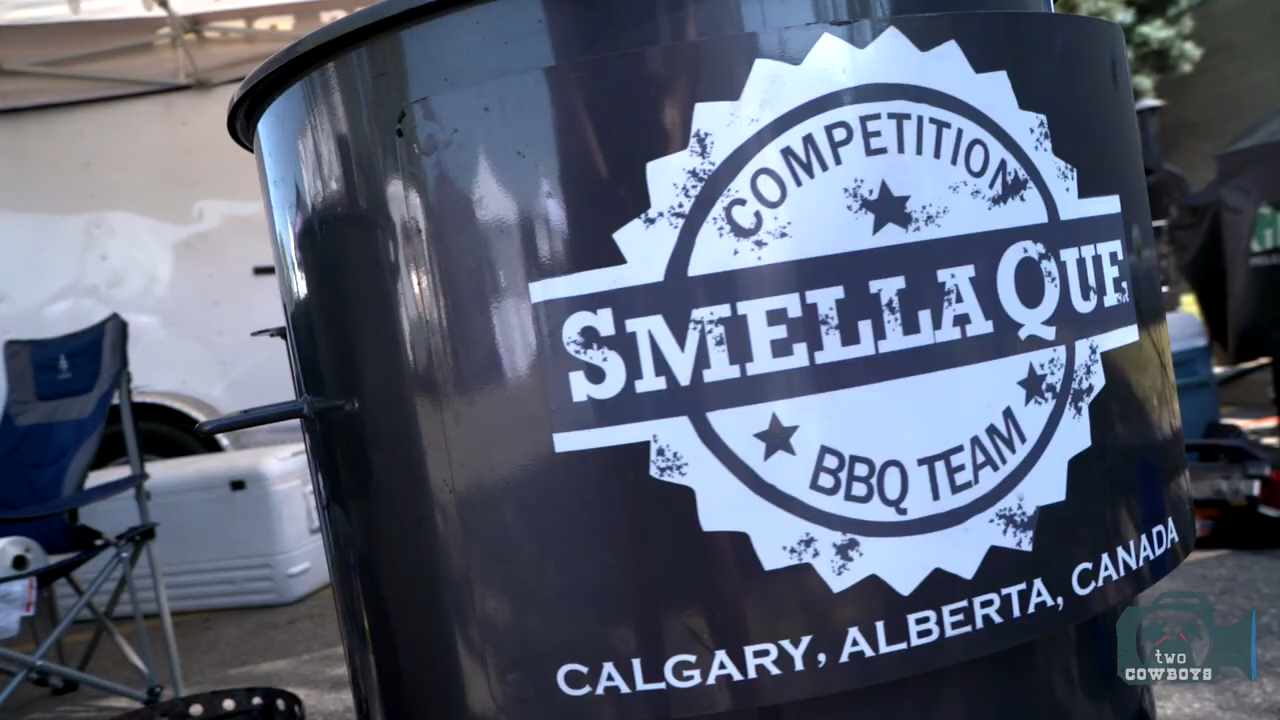 COMPETITION
SMELLAQUE
BBQ TEAM
CALGARY, ALBERTA, CANADA
two
COWBOYS